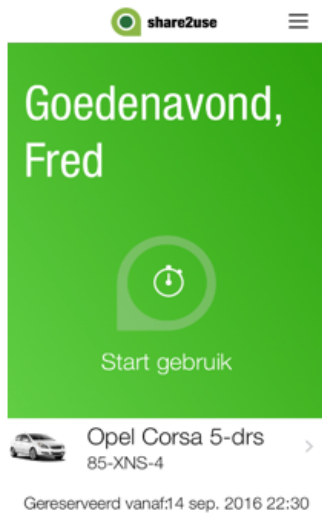 share2use
Goedenavond,
Fred
Start gebruik
Opel Corsa 5-drs
85-XNS-4
Gereserveerd vanaf:14 sep. 2016 22:30